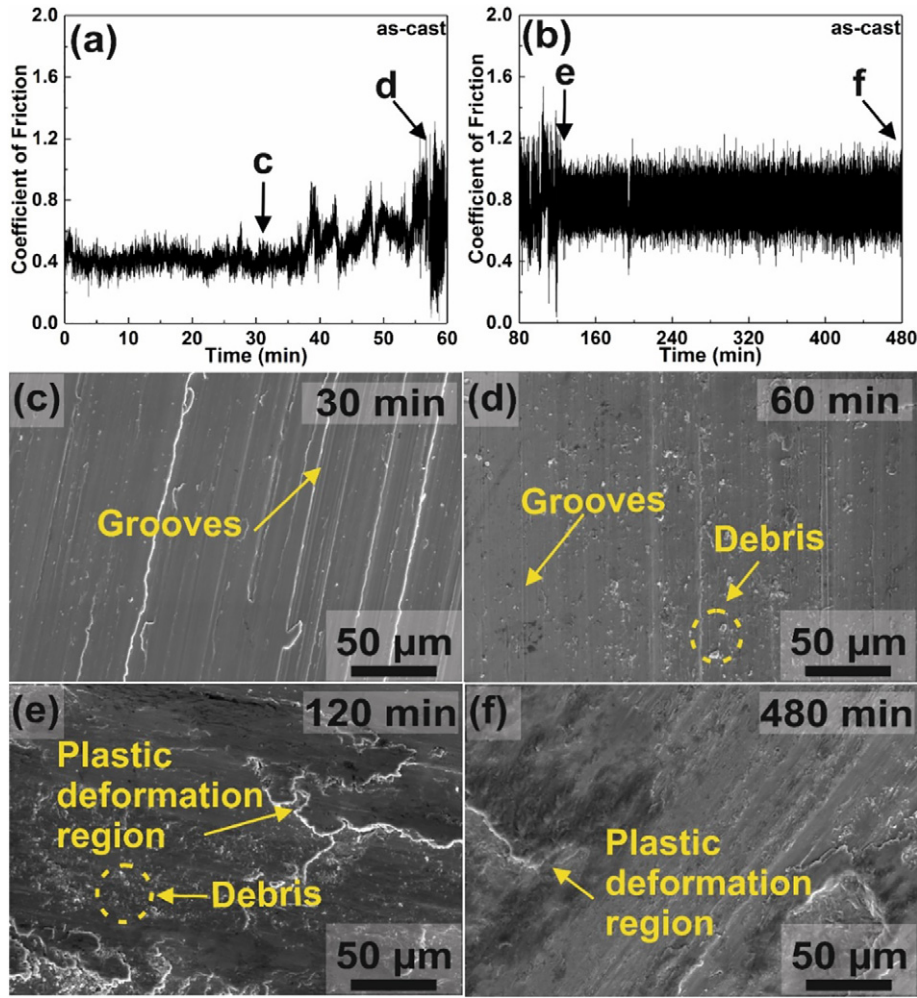 (a)
as-cast
Coefficient of Friction
2.0
1.6
1.2
0.8
0.4
0.0
c
d
0
10
20
30
40
50
60
Time (min)
(b)
as-cast
Coefficient of Friction
2.0
1.6
1.2
0.8
0.4
0.0
e
f
80
160
240
320
400
480
Time (min)
(c)
30 min
Grooves
50 µm
(d)
60 min
Grooves
Debris
50 µm
(e)
120 min
Plastic
deformation
region
Debris
50 µm
(f)
480 min
Plastic
deformation
region
50 µm